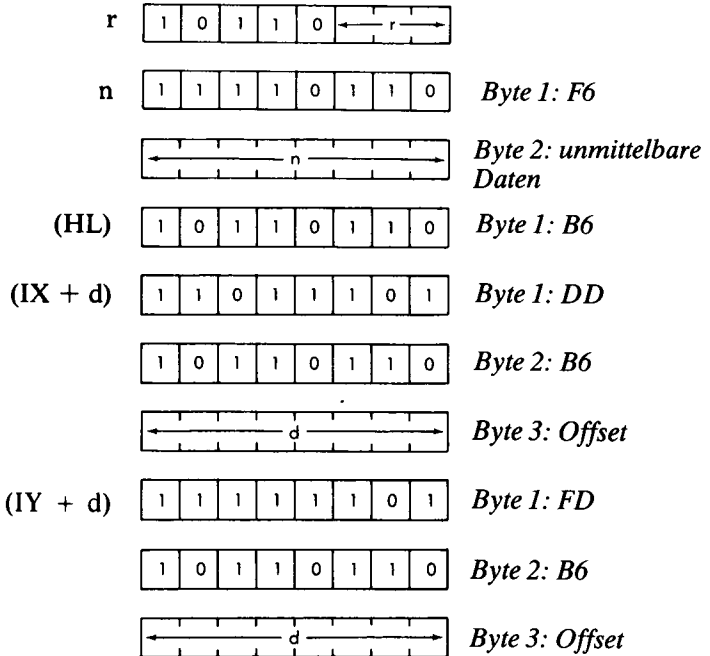 r 1 0 1 1 0 r
n 1 1 1 1 0 1 1 0 Byte 1: F6
n Byte 2: unmittelbare
Daten
(HL) 1 0 1 1 0 1 1 0 Byte 1: B6
(IX + d) 1 1 0 1 1 1 0 1 Byte 1: DD
1 0 1 1 0 1 1 0 Byte 2: B6
d Byte 3: Offset
(IY + d) 1 1 1 1 1 1 0 1 Byte 1: FD
1 0 1 1 0 1 1 0 Byte 2: B6
d Byte 3: Offset